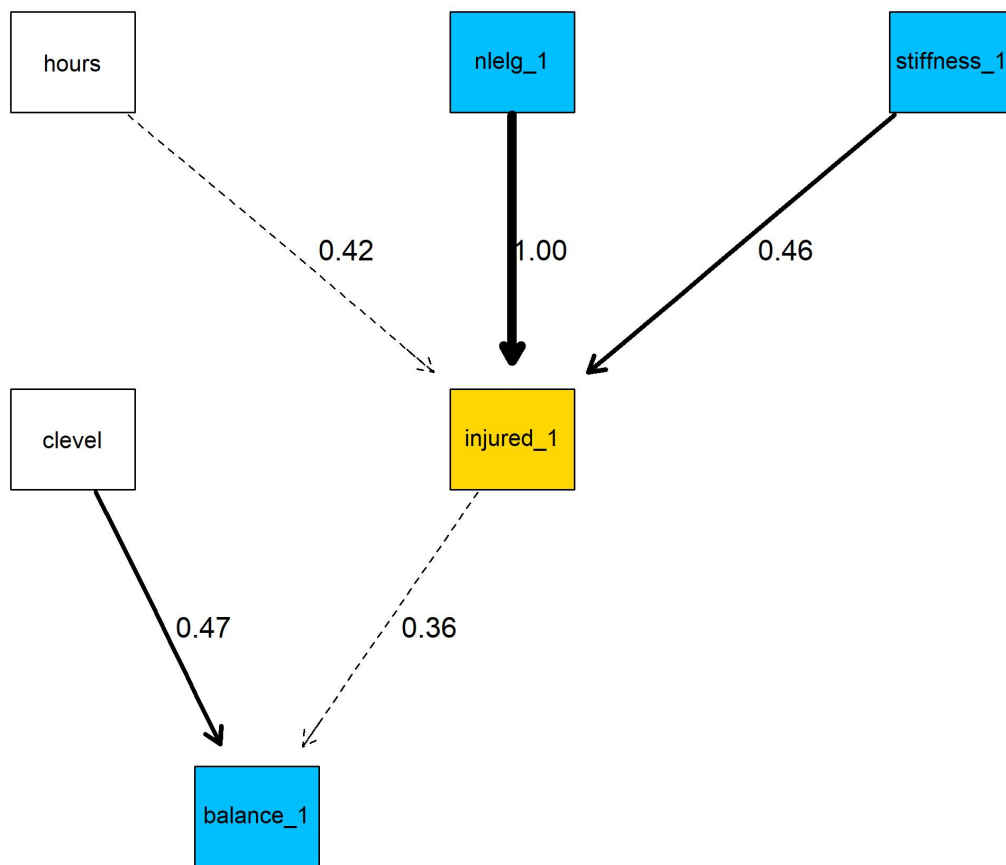 hours
nlelg_1
stiffness_1
0.42
1.00
0.46
clevel
injured_1
0.47
0.36
balance_1